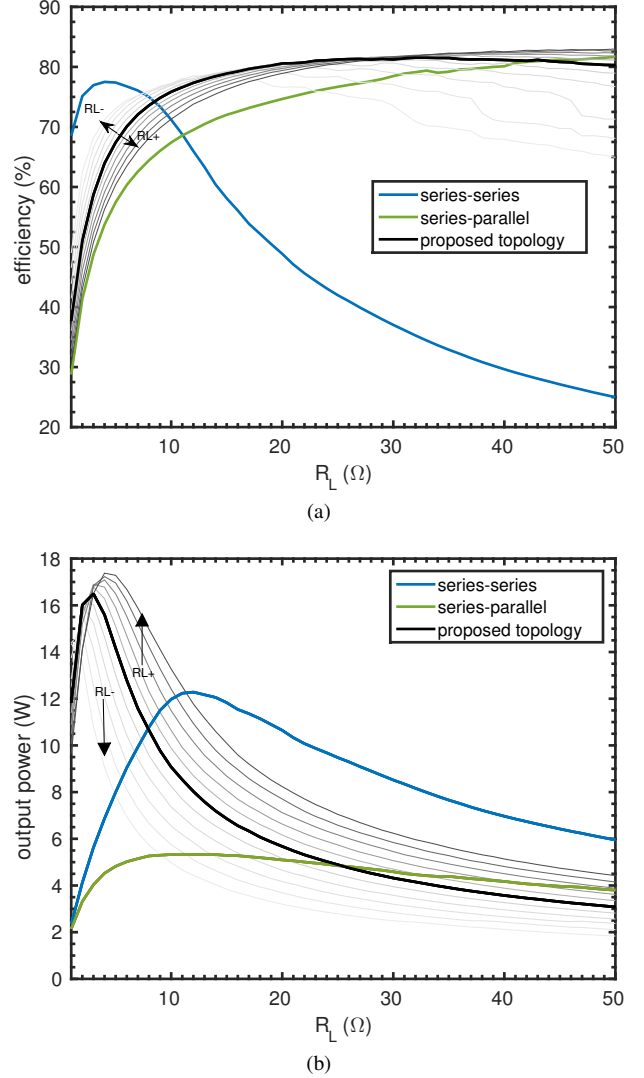 90
80
70
60
50
40
30
20
efficiency (%)
RL-
RL+
series-series
series-parallel
proposed topology
10 20 30 40 50
R_L (Ω)
(a)
18
16
14
12
10
8
6
4
2
0
output power (W)
RL-
RL+
series-series
series-parallel
proposed topology
10 20 30 40 50
R_L (Ω)
(b)